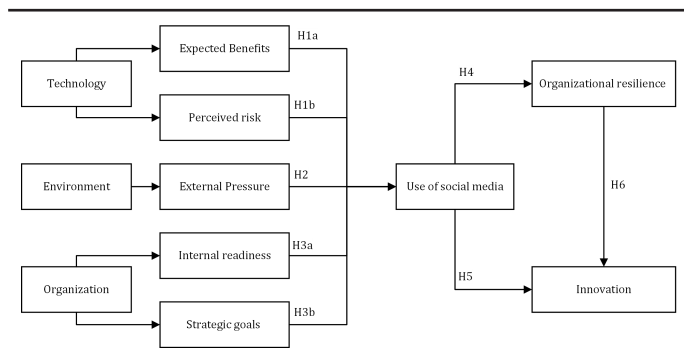 Technology
Expected Benefits
H1a
Perceived risk
H1b
Environment
External Pressure
H2
Organization
Internal readiness
H3a
Strategic goals
H3b
Use of social media
H4
Organizational resilience
H5
H6
Innovation